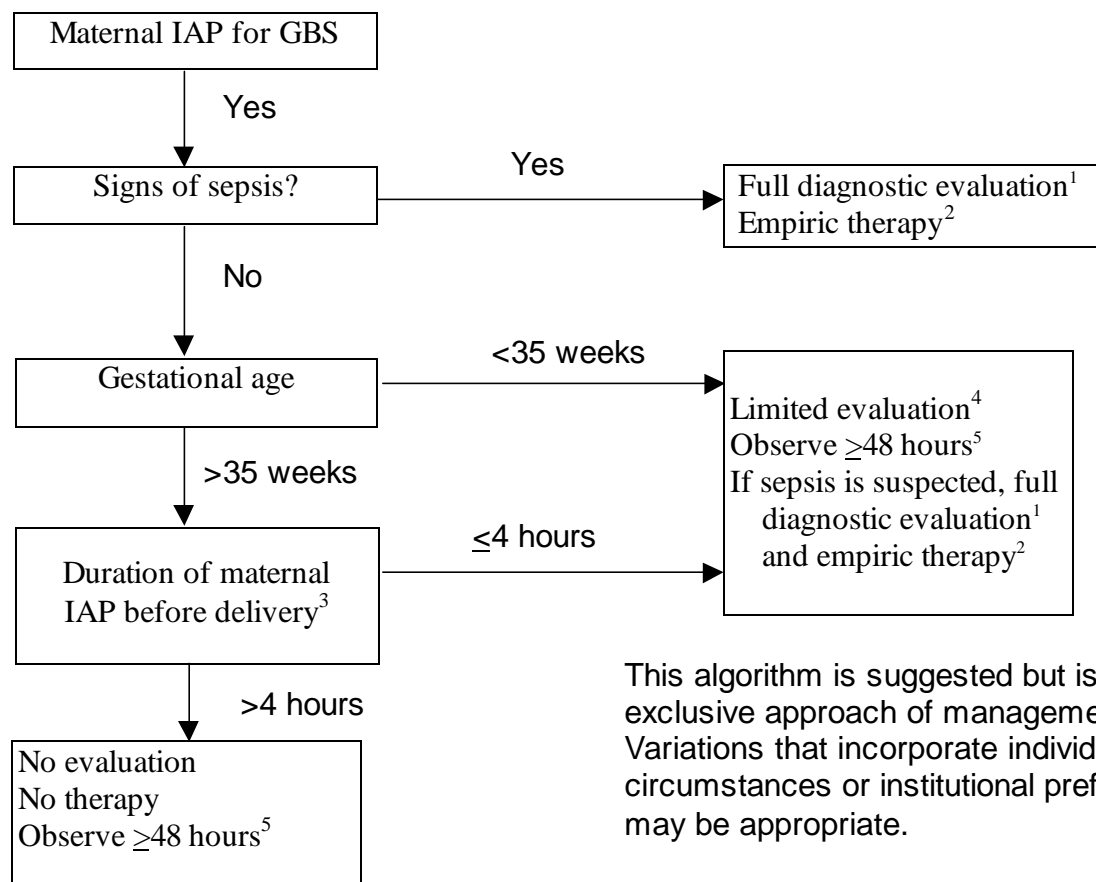 Maternal IAP for GBS
Yes
Signs of sepsis?
Yes
Full diagnostic evaluation1
Empiric therapy2
No
Gestational age
<35 weeks
Limited evaluation4
Observe ≥48 hours5
If sepsis is suspected, full
diagnostic evaluation1
and empiric therapy2
>35 weeks
Duration of maternal
IAP before delivery3
≤4 hours
>4 hours
No evaluation
No therapy
Observe ≥48 hours5
This algorithm is suggested but is
exclusive approach of
Variations that incorporate
circumstances or institutional
may be appropriate.